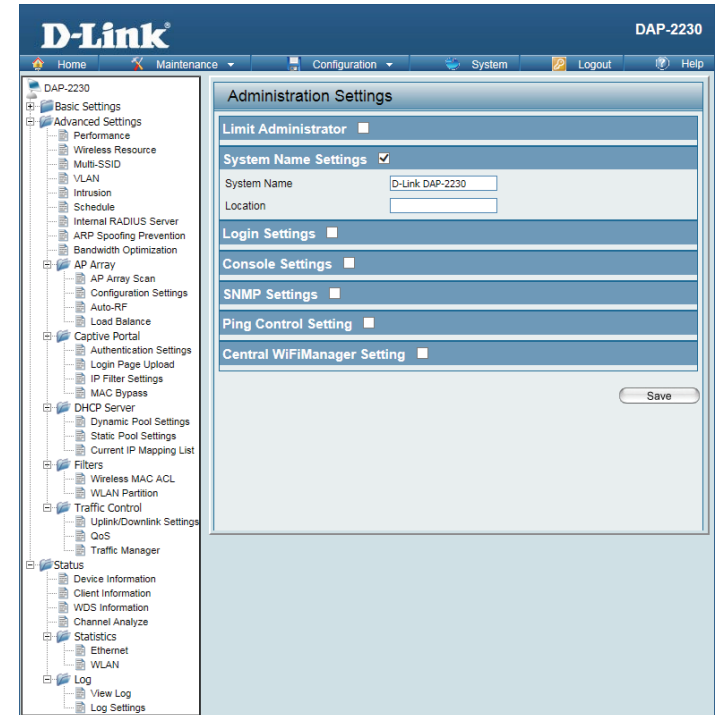 D-Link®
DAP-2230
Home Maintenance Configuration System Logout Help
DAP-2230
Basic Settings
Advanced Settings
Performance
Wireless Resource
Multi-SSID
VLAN
Intrusion
Schedule
Internal RADIUS Server
ARP Spoofing Prevention
Bandwidth Optimization
AP Array
AP Array Scan
Configuration Settings
Auto-RF
Load Balance
Captive Portal
Authentication Settings
Login Page Upload
IP Filter Settings
MAC Bypass
DHCP Server
Dynamic Pool Settings
Static Pool Settings
Current IP Mapping List
Filters
Wireless MAC ACL
WLAN Partition
Traffic Control
Uplink/Downlink Settings
QoS
Traffic Manager
Status
Device Information
Client Information
WDS Information
Channel Analyze
Statistics
Ethernet
WLAN
Log
View Log
Log Settings
Administration Settings
Limit Administrator
System Name Settings
System Name D-Link DAP-2230
Location
Login Settings
Console Settings
SNMP Settings
Ping Control Setting
Central WiFiManager Setting
Save